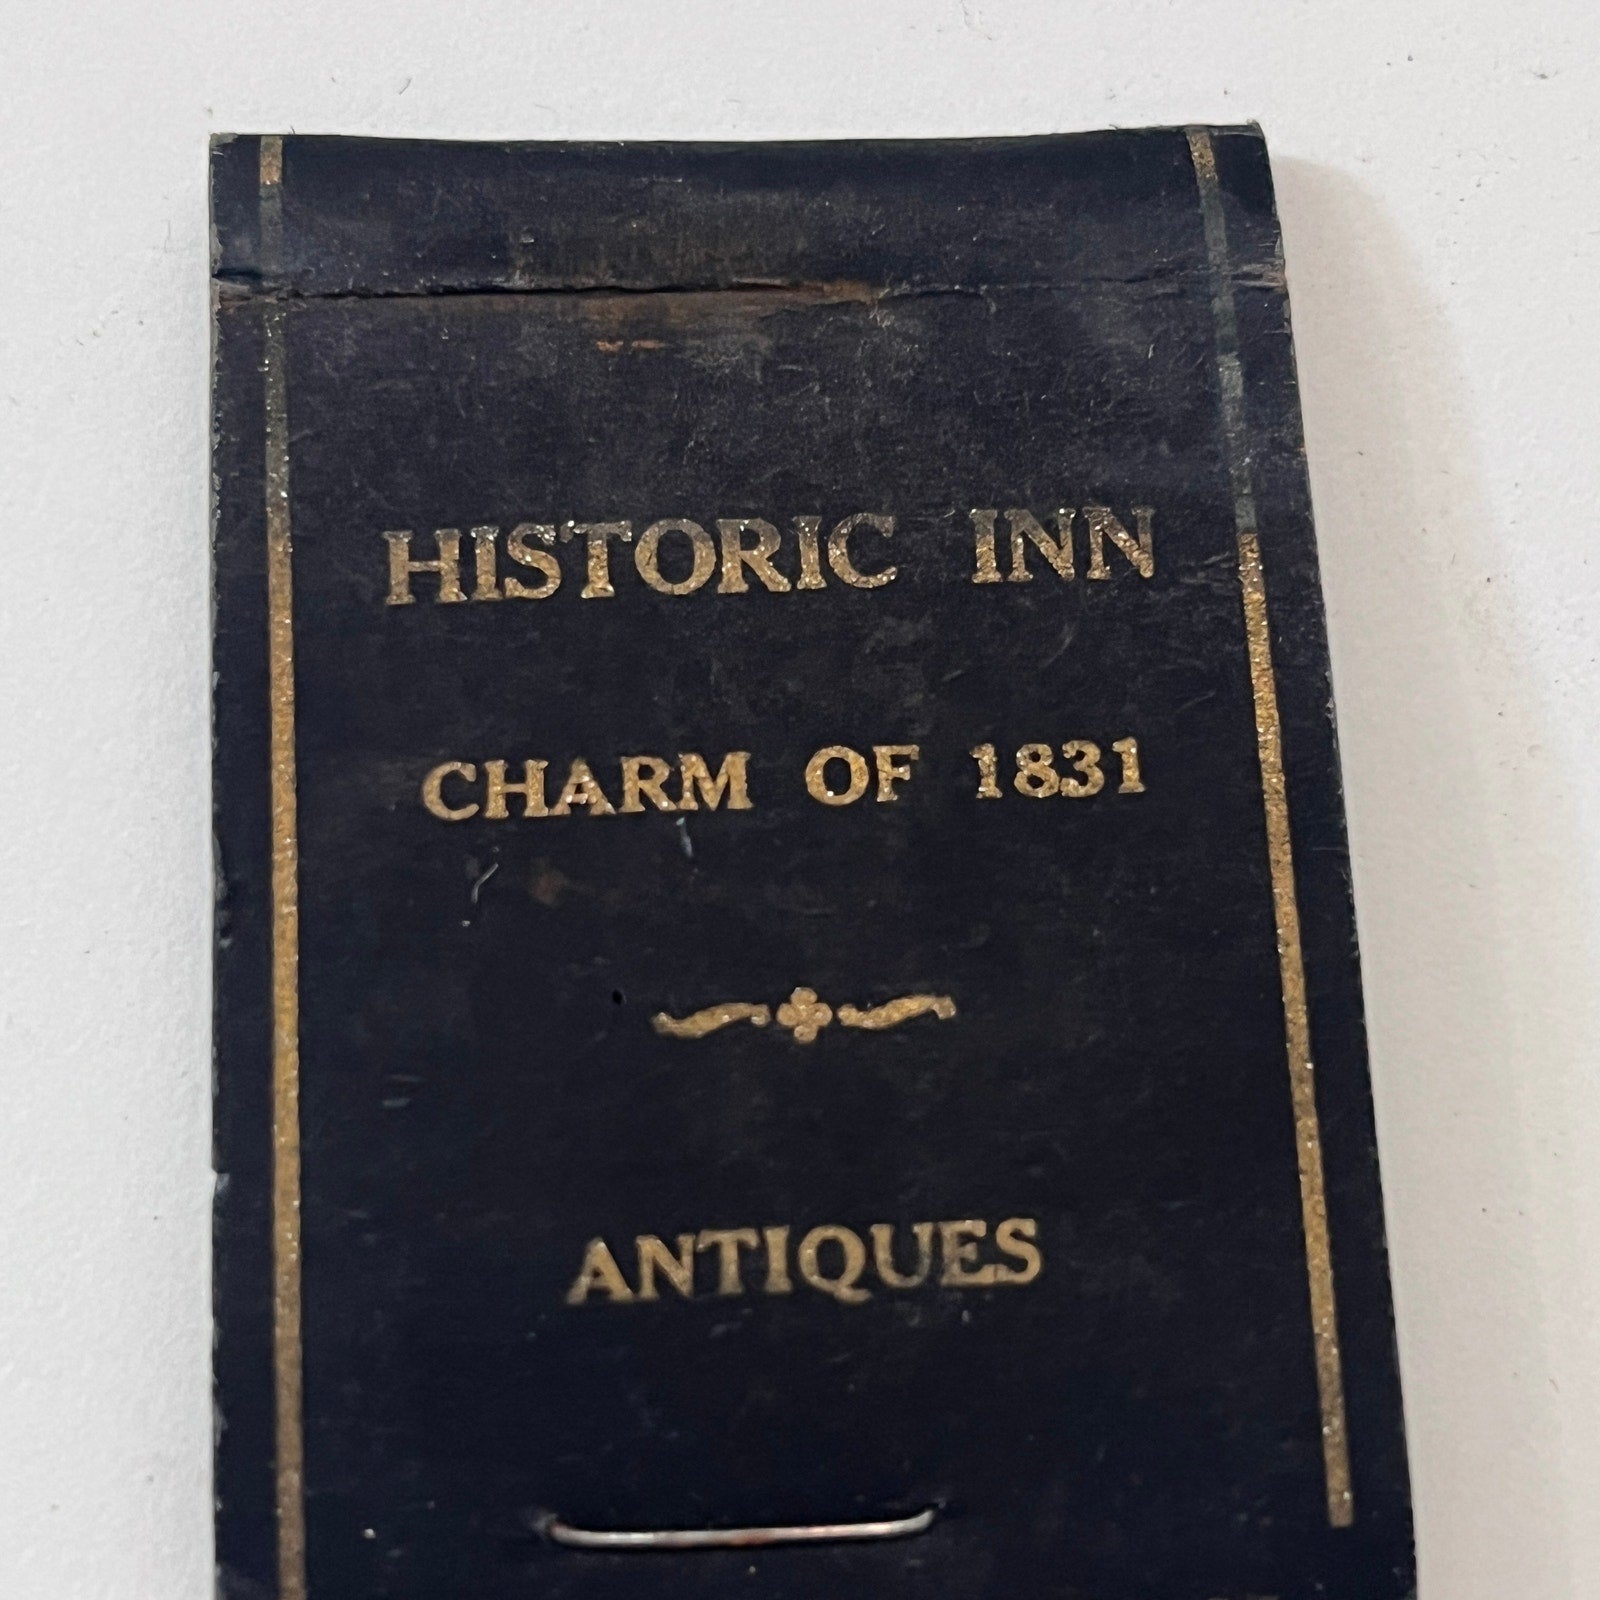 HISTORIC INN
CHARM OF 1831
ANTIQUES